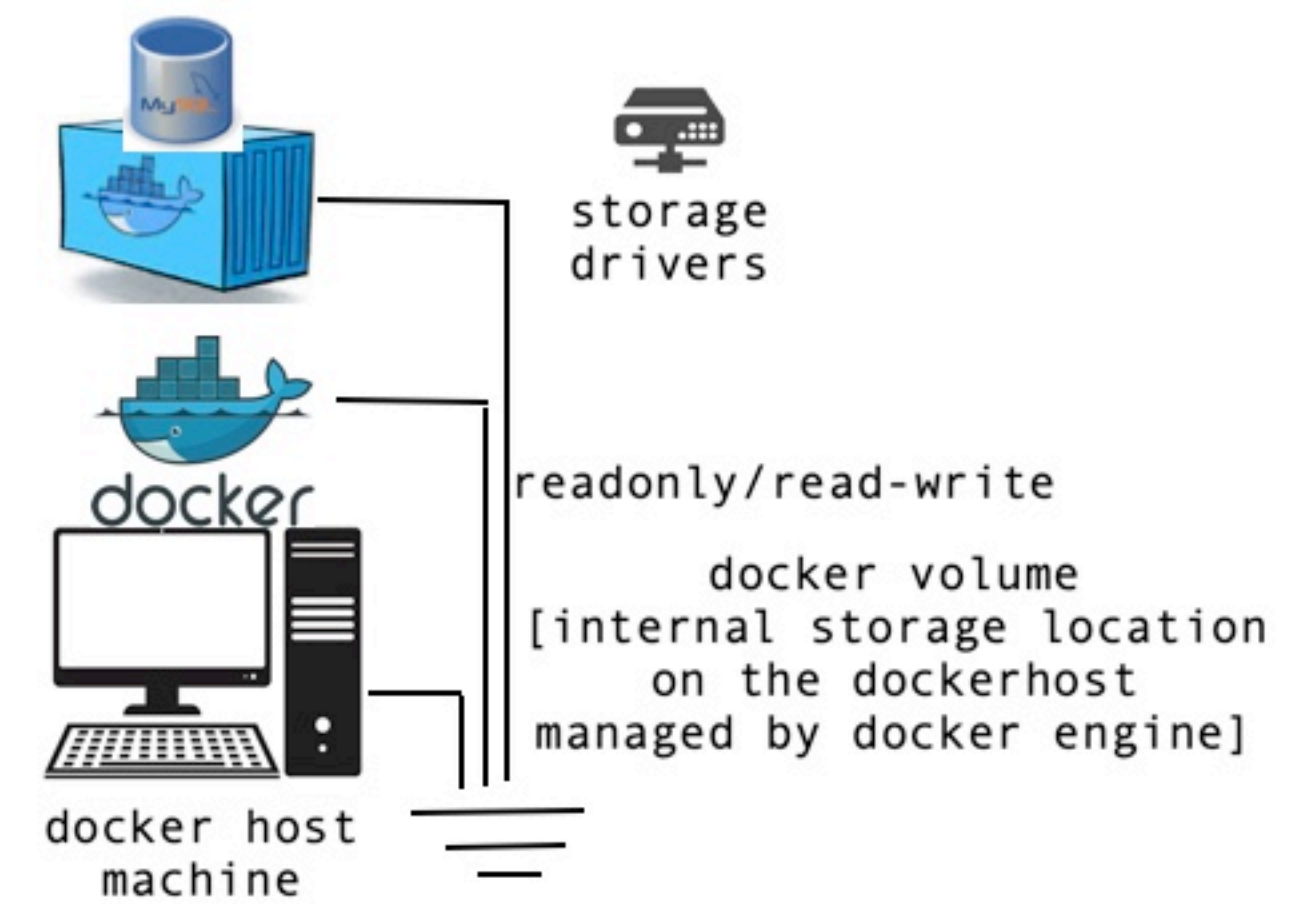 MySQL
storage
drivers
docker
readonly/read-write
docker volume
[internal storage location
on the dockerhost
managed by docker engine]
docker host
machine